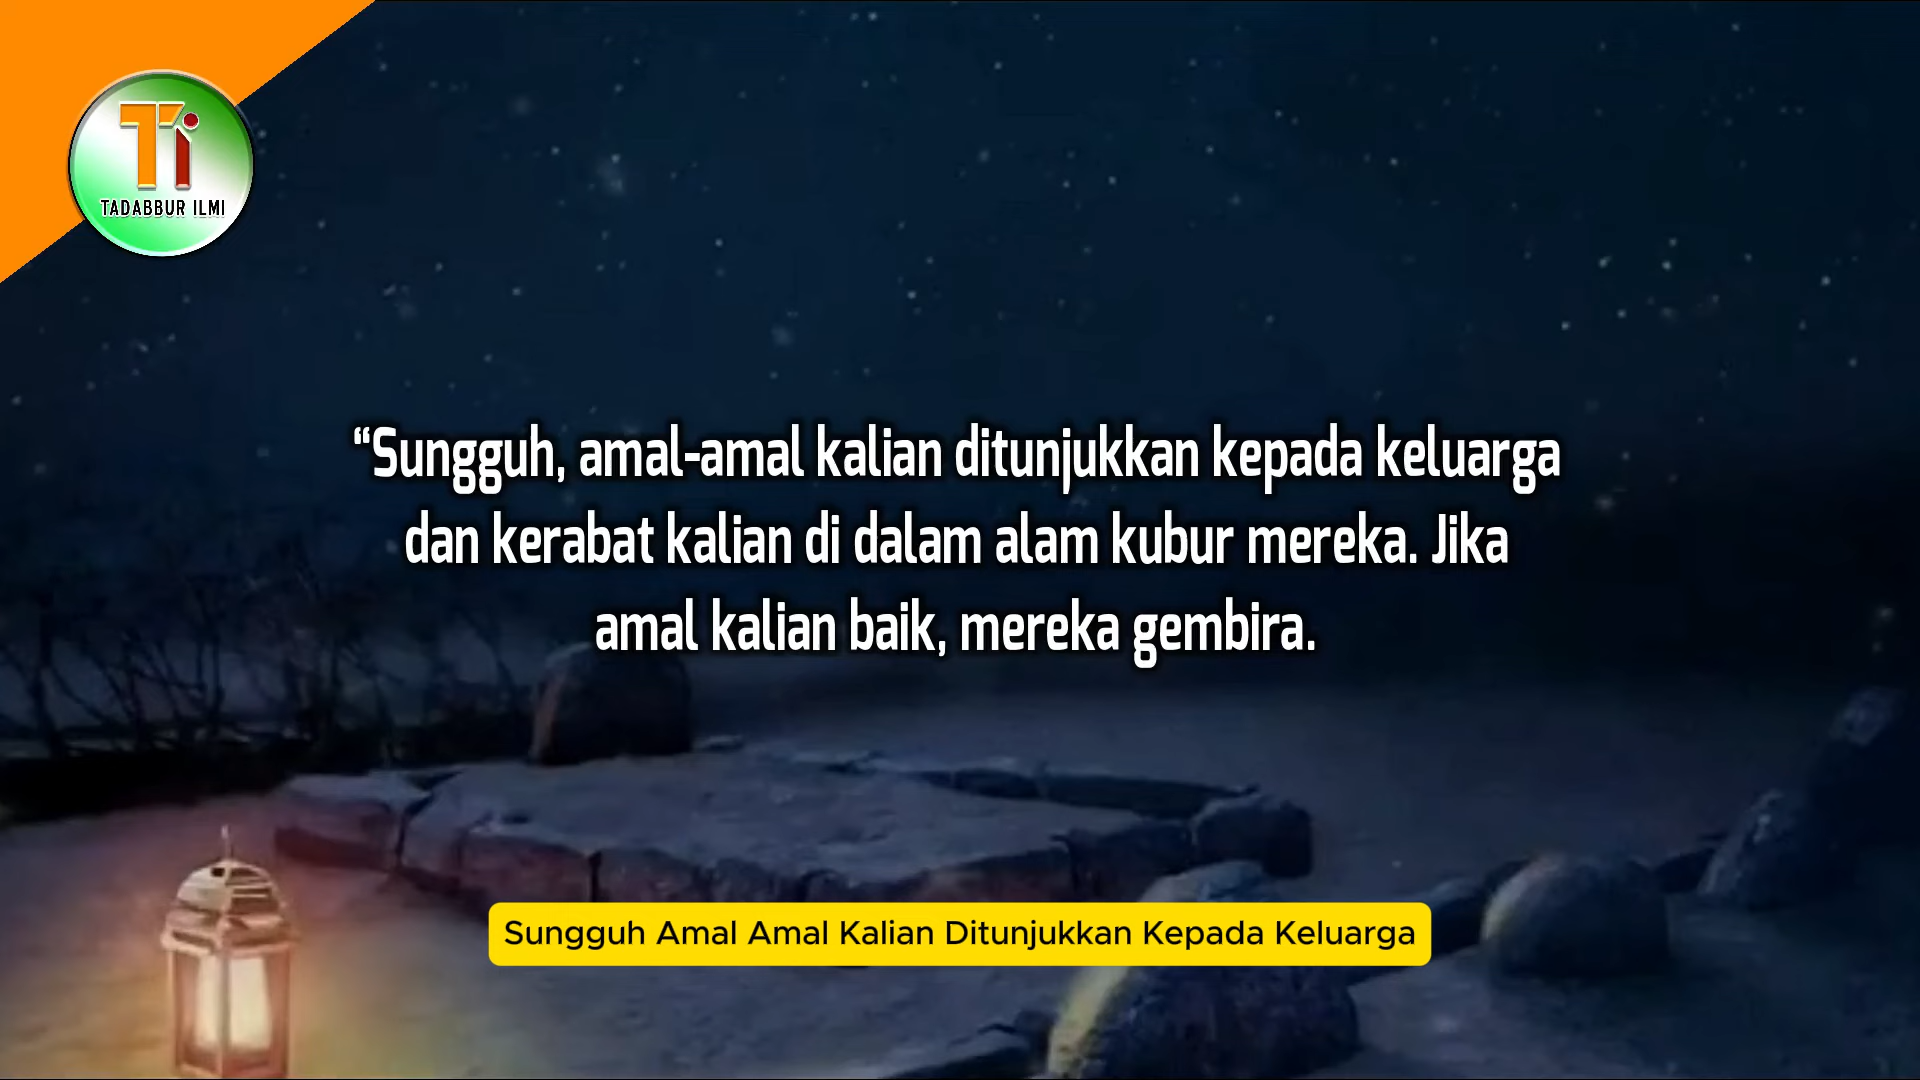 Ti
TADABBUR ILMI
“Sungguh, amal-amal kalian ditunjukkan kepada keluarga
dan kerabat kalian di dalam alam kubur mereka. Jika
amal kalian baik, mereka gembira.
Sungguh Amal Amal Kalian Ditunjukkan Kepada Keluarga